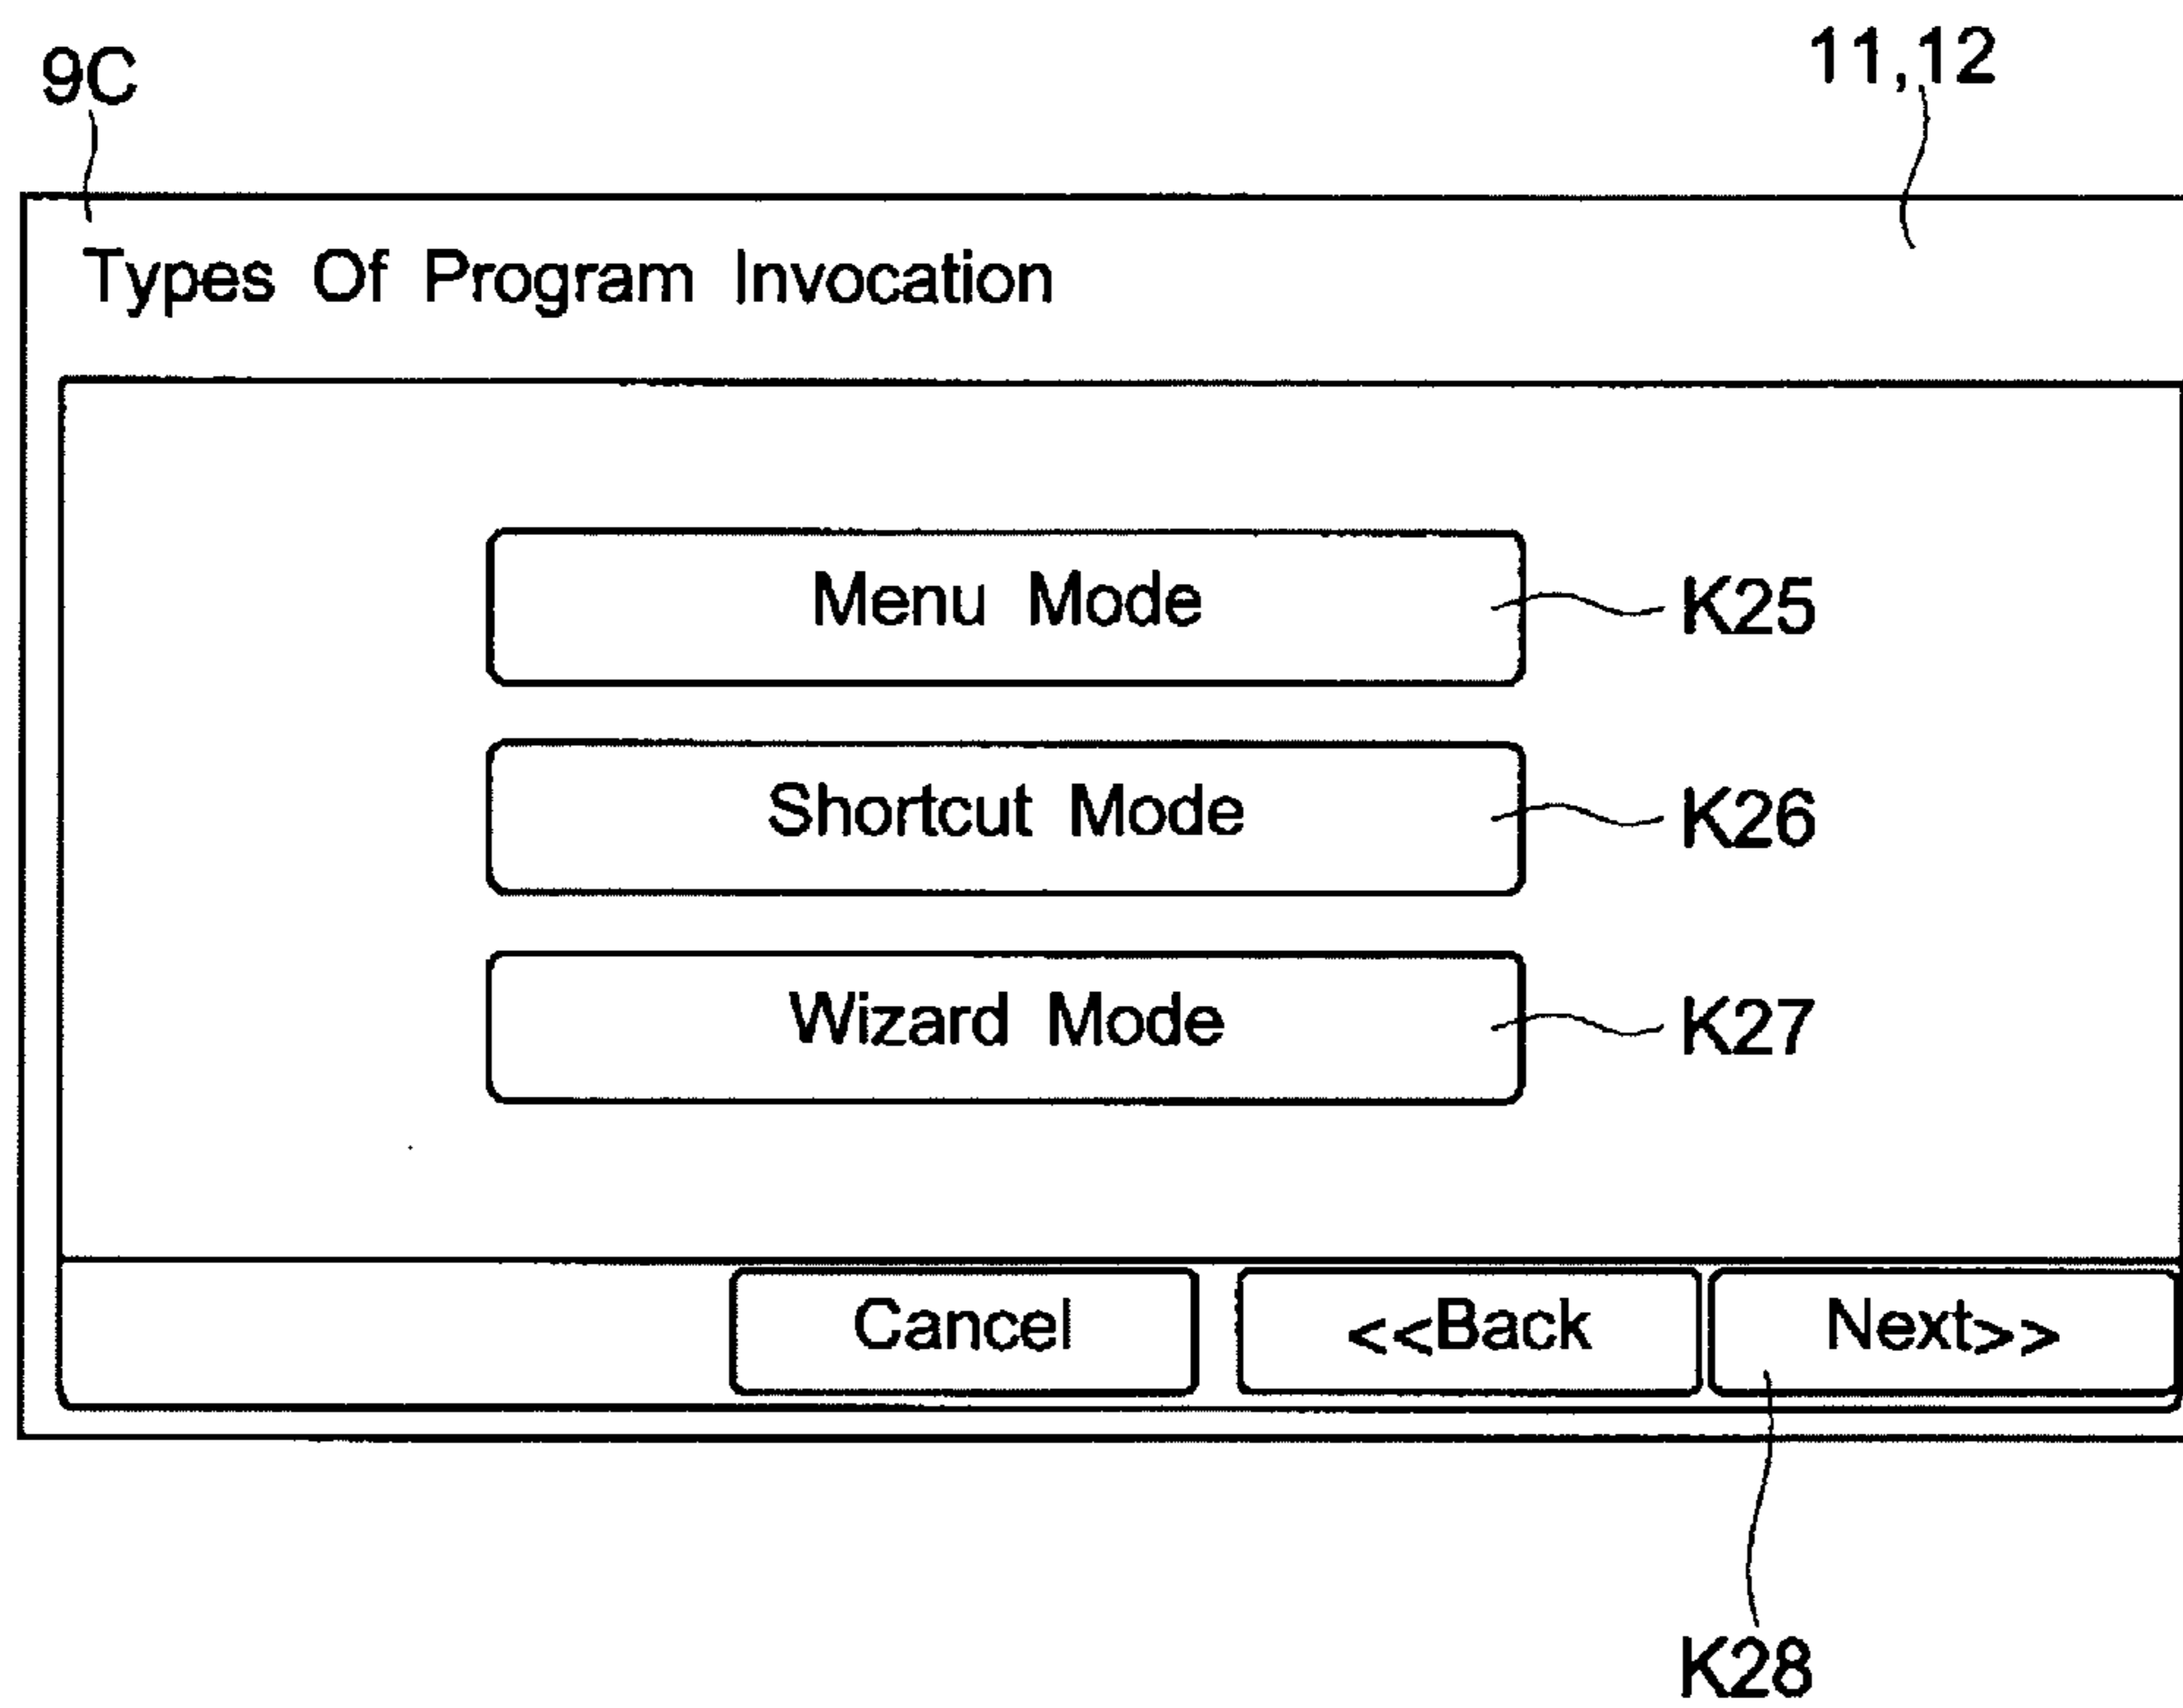 9C 11,12
Types Of Program Invocation
Menu Mode K25
Shortcut Mode K26
Wizard Mode K27
Cancel <<Back Next>>
K28